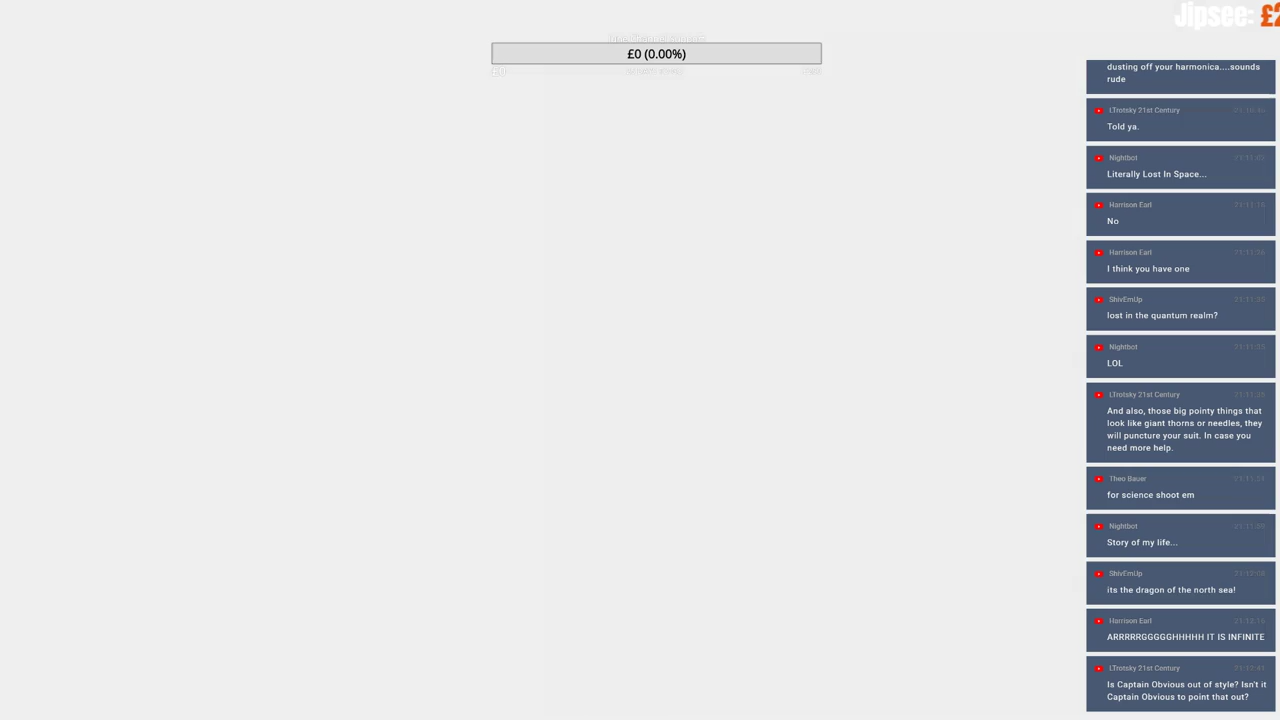 Jipsee: £2
£0 (0.00%)
dusting off your harmonica....sounds
rude
LTrotsky 21st Century
Told ya.
Nightbot
Literally Lost In Space...
Harrison Earl
No
Harrison Earl
I think you have one
ShivEmUp
lost in the quantum realm?
Nightbot
LOL
LTrotsky 21st Century
And also, those big pointy things that
look like giant thorns or needles, they
will puncture your suit. In case you
need more help.
Theo Bauer
for science shoot em
Nightbot
Story of my life...
ShivEmUp
its the dragon of the north sea!
Harrison Earl
ARRRRRGGGGGHHHHH IT IS INFINITE
LTrotsky 21st Century
Is Captain Obvious out of style? Isn't it
Captain Obvious to point that out?